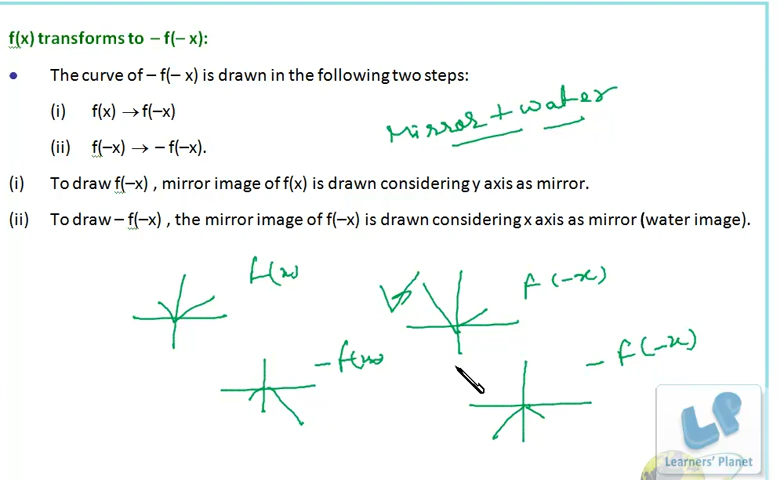 f(x) transforms to – f(– x):
• The curve of – f(– x) is drawn in the following two steps:
(i) f(x) → f(–x)
Mirror + water
(ii) f(–x) → – f(–x).
(i) To draw f(–x) , mirror image of f(x) is drawn considering y axis as mirror.
(ii) To draw – f(–x) , the mirror image of f(–x) is drawn considering x axis as mirror (water image).
f(x)
f(-x)
-f(x)
- f(-x)
LP
Learners' Planet